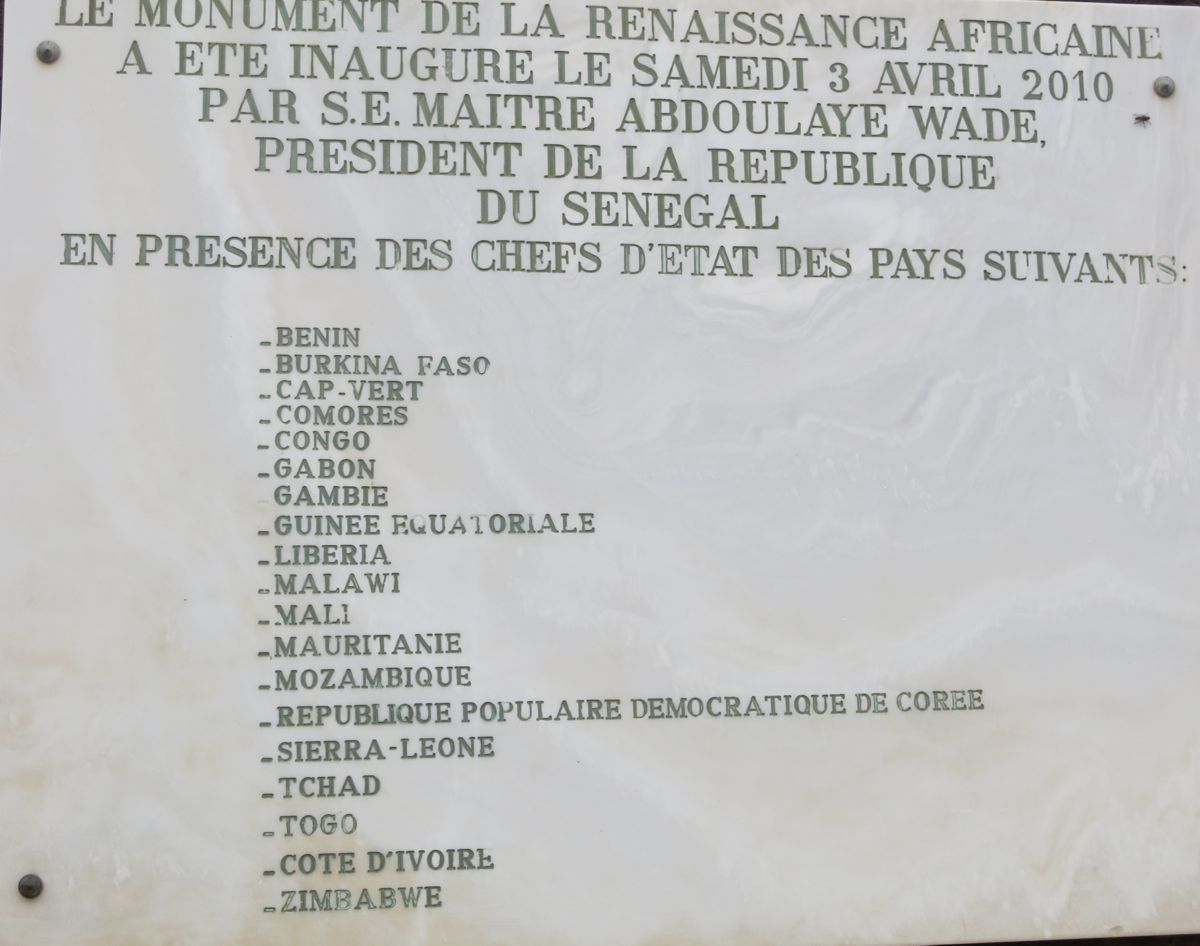 LE MONUMENT DE LA RENAISSANCE AFRICAINE
A ETE INAUGURE LE SAMEDI 3 AVRIL 2010
PAR S.E. MAITRE ABDOULAYE WADE,
PRESIDENT DE LA REPUBLIQUE
DU SENEGAL
EN PRESENCE DES CHEFS D'ETAT DES PAYS SUIVANTS:
-BENIN
-BURKINA FASO
-CAP-VERT
-COMORES
-CONGO
-GABON
GAMBIE
-GUINEE EQUATORIALE
-LIBERIA
-MALAWI
-MALI
-MAURITANIE
-MOZAMBIQUE
-REPUBLIQUE POPULAIRE DEMOCRATIQUE DE COREE
-SIERRA-LEONE
-TCHAD
-TOGO
-COTE D'IVOIRE
-ZIMBABWE